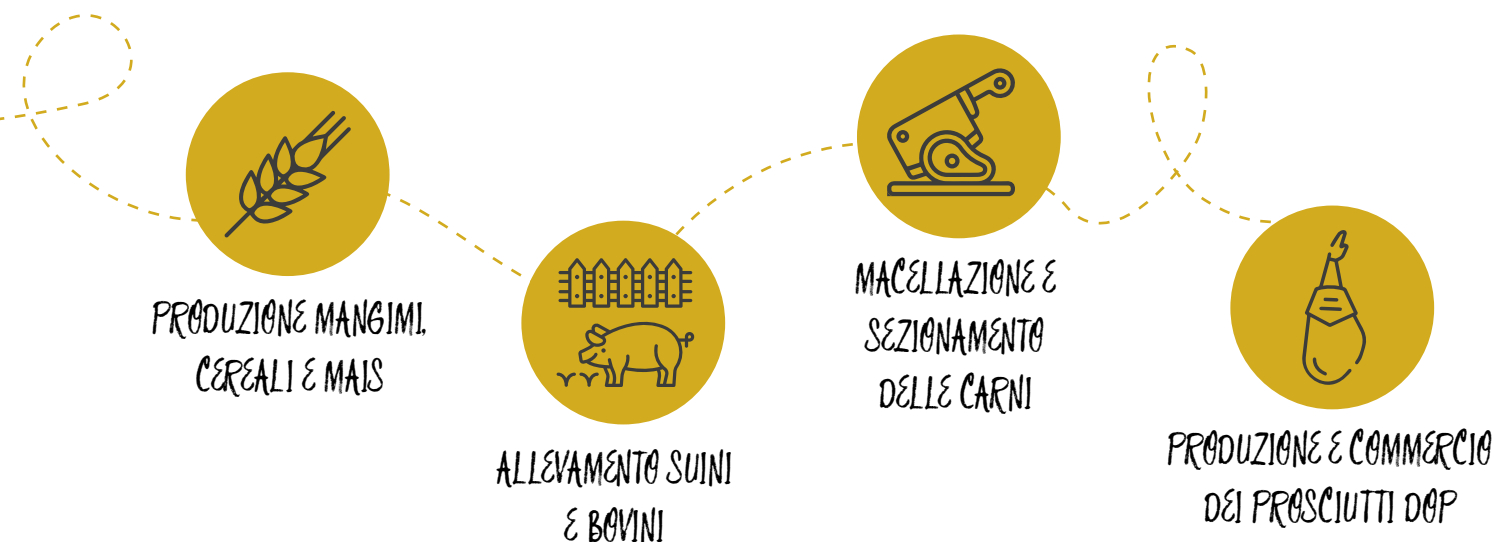 PRODUZIONE MANGIMI,
CEREALI E MAIS
ALLEVAMENTO SUINI
E BOVINI
MACELLAZIONE E
SEZIONAMENTO
DELLE CARNI
PRODUZIONE E COMMERCIO
DEI PROSCIUTTI DOP